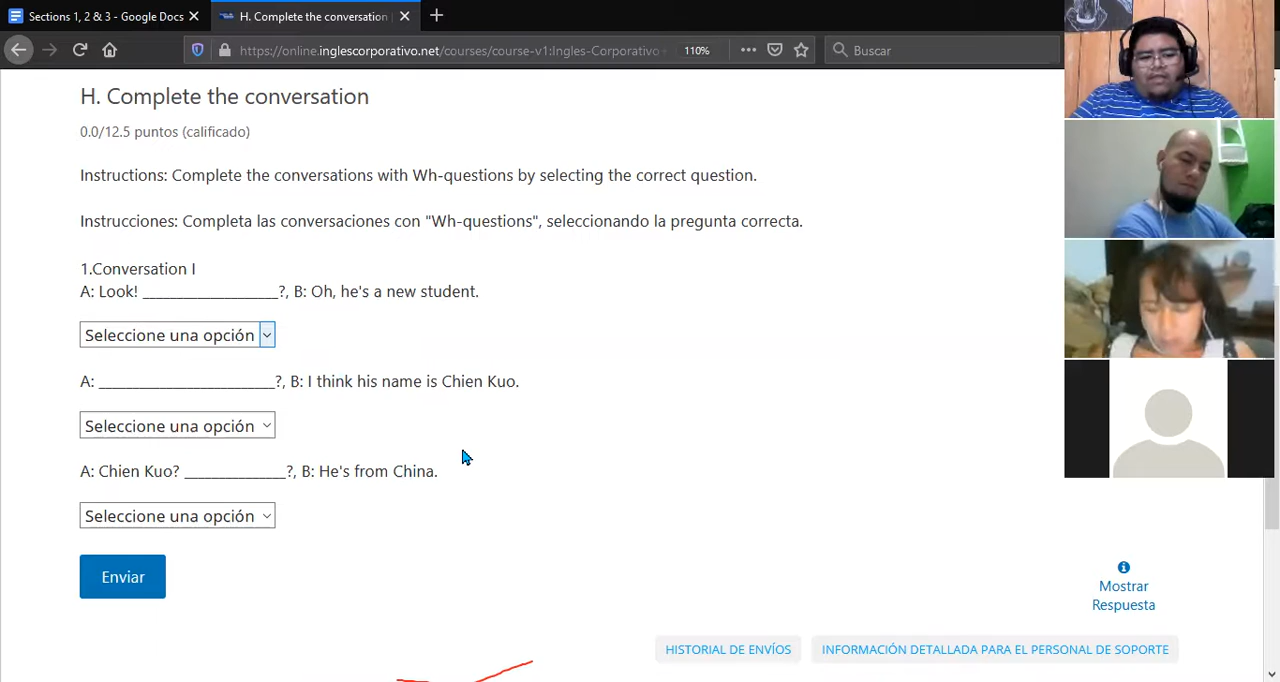 Sections 1, 2 & 3 - Google Docs
H. Complete the conversation
https://online.inglescorporativo.net/courses/course-v1:Ingles-Corporativo
110%
Buscar
H. Complete the conversation
0.0/12.5 puntos (calificado)
Instructions: Complete the conversations with Wh-questions by selecting the correct question.
Instrucciones: Completa las conversaciones con "Wh-questions", seleccionando la pregunta correcta.
1.Conversation I
A: Look! ____________________?, B: Oh, he's a new student.
Seleccione una opción
A: __________________________?, B: I think his name is Chien Kuo.
Seleccione una opción
A: Chien Kuo? _______________?, B: He's from China.
Seleccione una opción
Enviar
Mostrar
Respuesta
HISTORIAL DE ENVÍOS
INFORMACIÓN DETALLADA PARA EL PERSONAL DE SOPORTE